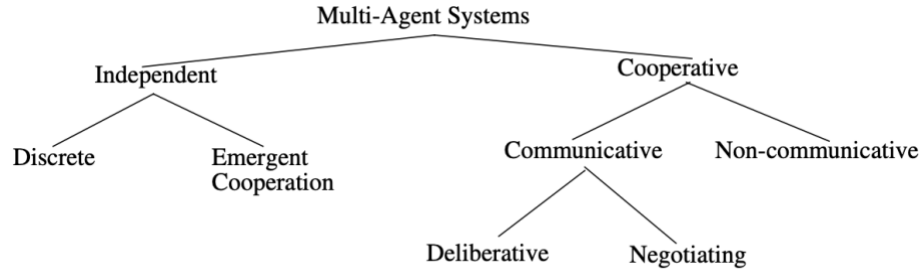 Multi-Agent Systems
Independent
Cooperative
Discrete
Emergent
Cooperation
Communicative
Non-communicative
Deliberative
Negotiating